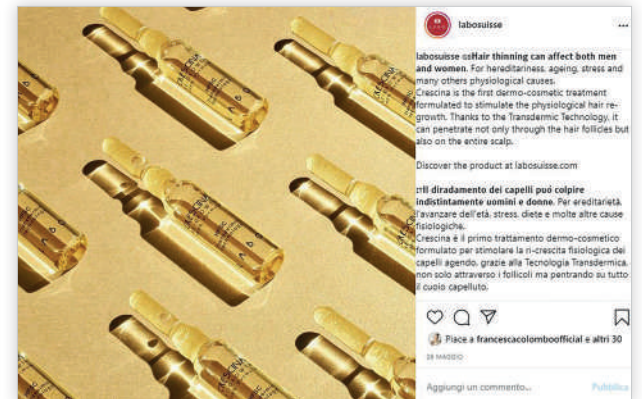 labosuisse
labosuisse Hair thinning can affect both men
and women. For hereditariness, ageing, stress and
many others physiological causes.
Crescina is the first dermo-cosmetic treatment
formulated to stimulate the physiological hair re-
growth. Thanks to the Transdermic Technology, it
can penetrate not only through the hair follicles but
also on the entire scalp.
Discover the product at labosuisse.com
Il diradamento dei capelli può colpire
indistintamente uomini e donne. Per ereditarietà,
l'avanzare dell'età, stress, diete e molte altre cause
fisiologiche.
Crescina è il primo trattamento dermo-cosmetico
formulato per stimolare la ri-crescita fisiologica dei
capelli agendo, grazie alla Tecnologia Transdermica,
non solo attraverso i follicoli ma pentrando su tutto
il cuoio capelluto.
Piace a francescacolomboofficial e altri 30
28 MAGGIO
Aggiungi un commento...
Pubblica